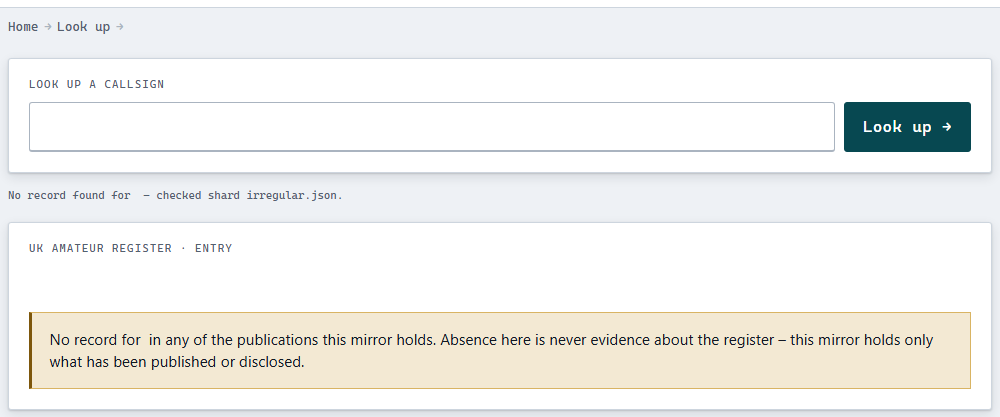 Home → Look up →
LOOK UP A CALLSIGN
Look up →
No record found for  — checked shard irregular.json.
UK AMATEUR REGISTER · ENTRY
No record for  in any of the publications this mirror holds. Absence here is never evidence about the register – this mirror holds only
what has been published or disclosed.